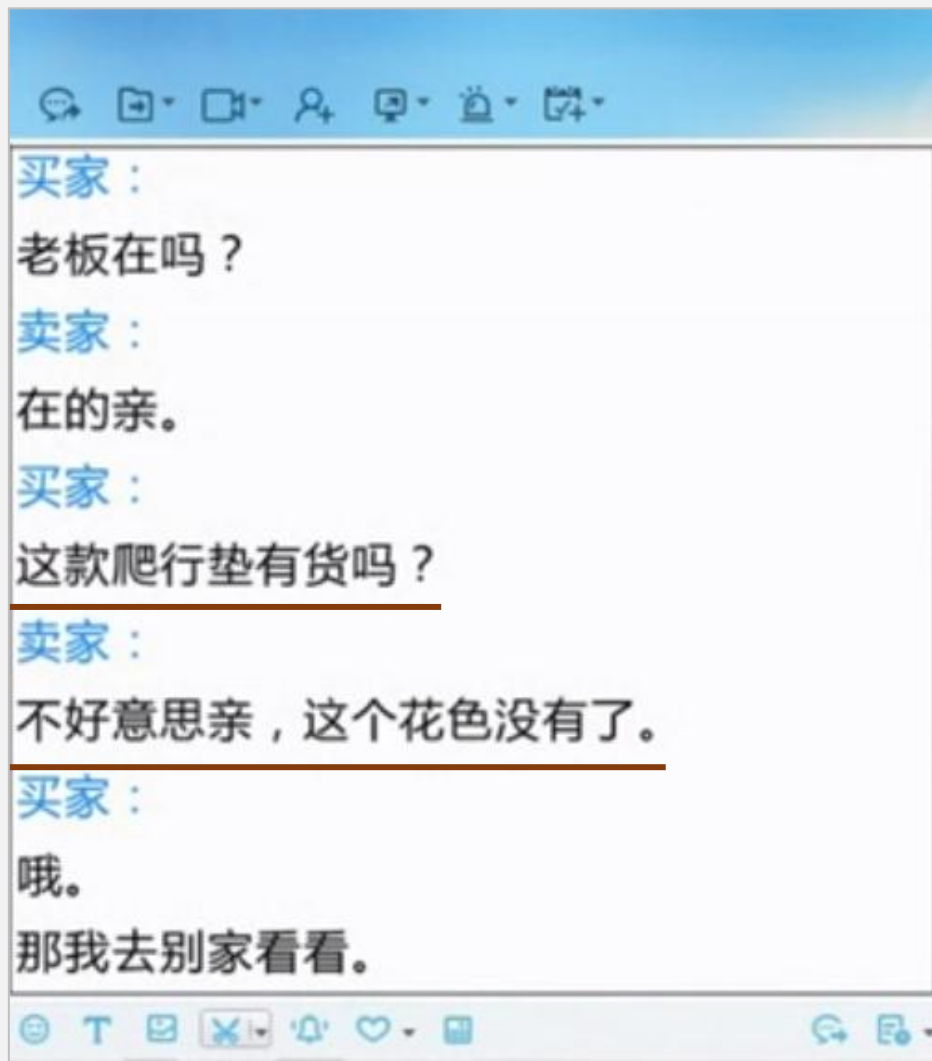 买家：
老板在吗？
卖家：
在的亲。
买家：
这款爬行垫有货吗？
卖家：
不好意思亲，这个花色没有了。
买家：
哦。
那我去别家看看。